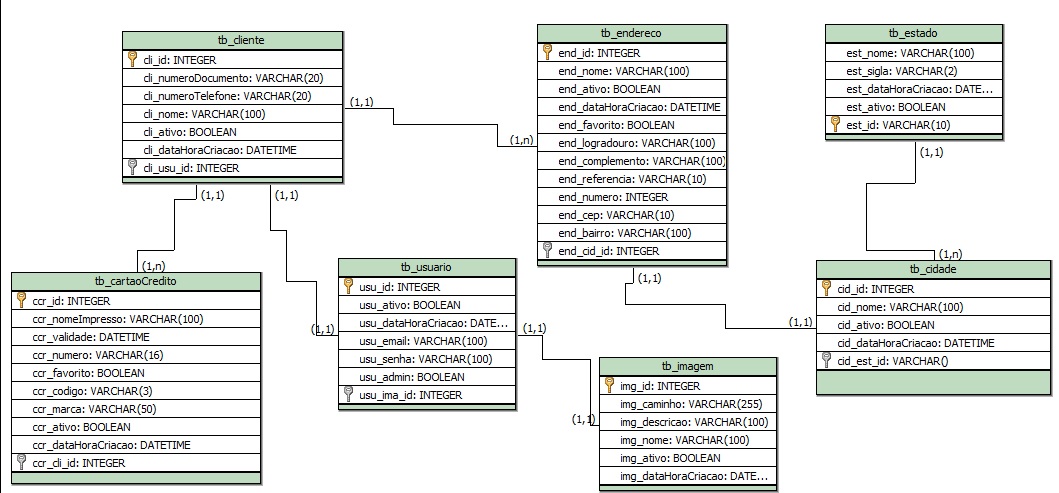 tb_cliente
cli_id: INTEGER
cli_numeroDocumento: VARCHAR(20)
cli_numeroTelefone: VARCHAR(20)
cli_nome: VARCHAR(100)
cli_ativo: BOOLEAN
cli_dataHoraCriacao: DATETIME
cli_usu_id: INTEGER
(1,1)
(1,n)
(1,1)
(1,1)
tb_endereco
end_id: INTEGER
end_nome: VARCHAR(100)
end_ativo: BOOLEAN
end_dataHoraCriacao: DATETIME
end_favorito: BOOLEAN
end_logradouro: VARCHAR(100)
end_complemento: VARCHAR(100)
end_referencia: VARCHAR(10)
end_numero: INTEGER
end_cep: VARCHAR(10)
end_bairro: VARCHAR(100)
end_cid_id: INTEGER
(1,1)
(1,1)
tb_estado
est_nome: VARCHAR(100)
est_sigla: VARCHAR(2)
est_dataHoraCriacao: DATE...
est_ativo: BOOLEAN
est_id: VARCHAR(10)
(1,1)
(1,n)
tb_cartaoCredito
(1,n)
ccr_id: INTEGER
ccr_nomeImpresso: VARCHAR(100)
ccr_validade: DATETIME
ccr_numero: VARCHAR(16)
ccr_favorito: BOOLEAN
ccr_codigo: VARCHAR(3)
ccr_marca: VARCHAR(50)
ccr_ativo: BOOLEAN
ccr_dataHoraCriacao: DATETIME
ccr_cli_id: INTEGER
(1,1)
tb_usuario
usu_id: INTEGER
usu_ativo: BOOLEAN
usu_dataHoraCriacao: DATE...
usu_email: VARCHAR(100)
usu_senha: VARCHAR(100)
usu_admin: BOOLEAN
usu_ima_id: INTEGER
(1,1)
(1,1)
tb_imagem
img_id: INTEGER
img_caminho: VARCHAR(255)
img_descricao: VARCHAR(100)
img_nome: VARCHAR(100)
img_ativo: BOOLEAN
img_dataHoraCriacao: DATE...
tb_cidade
cid_id: INTEGER
cid_nome: VARCHAR(100)
cid_ativo: BOOLEAN
cid_dataHoraCriacao: DATETIME
cid_est_id: VARCHAR()